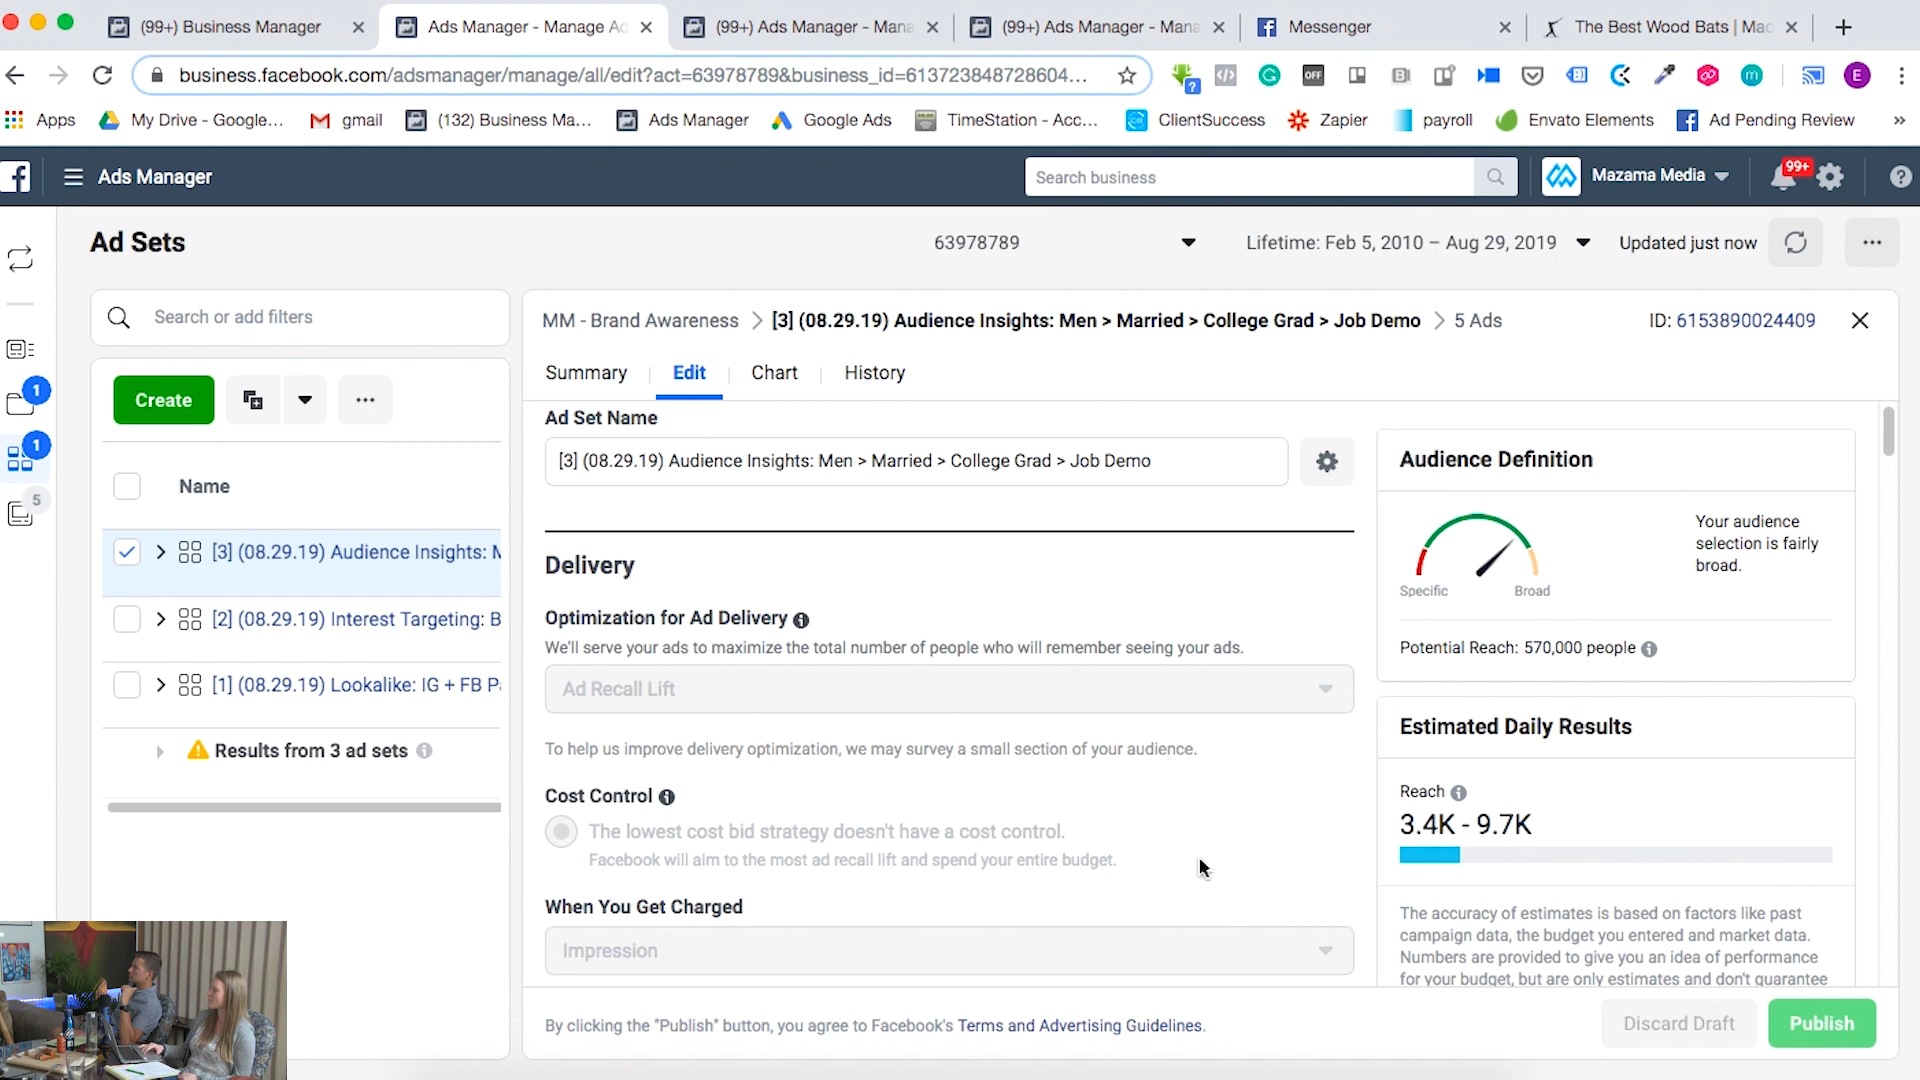 (99+) Business Manager
Ads Manager - Manage Ad
(99+) Ads Manager - Mana
(99+) Ads Manager - Mana
Messenger
The Best Wood Bats | Mac
business.facebook.com/adsmanager/manage/all/edit?act=63978789&business_id=613723848728604...
OFF
E
Apps
My Drive - Google...
gmail
(132) Business Ma...
Ads Manager
Google Ads
TimeStation - Acc...
ClientSuccess
Zapier
payroll
Envato Elements
Ad Pending Review
»
Ads Manager
Search business
Mazama Media
99+
Ad Sets
63978789
Lifetime: Feb 5, 2010 – Aug 29, 2019
Updated just now
Search or add filters
MM - Brand Awareness
[3] (08.29.19) Audience Insights: Men > Married > College Grad > Job Demo
5 Ads
ID: 6153890024409
Summary
Edit
Chart
History
1
1
5
Create
Name
[3] (08.29.19) Audience Insights: M
[2] (08.29.19) Interest Targeting: B
[1] (08.29.19) Lookalike: IG + FB P
Results from 3 ad sets
Ad Set Name
[3] (08.29.19) Audience Insights: Men > Married > College Grad > Job Demo
Delivery
Optimization for Ad Delivery
We'll serve your ads to maximize the total number of people who will remember seeing your ads.
Ad Recall Lift
To help us improve delivery optimization, we may survey a small section of your audience.
Cost Control
The lowest cost bid strategy doesn't have a cost control.
Facebook will aim to the most ad recall lift and spend your entire budget.
When You Get Charged
Impression
Audience Definition
Your audience
selection is fairly
broad.
Specific
Broad
Potential Reach: 570,000 people
Estimated Daily Results
Reach
3.4K - 9.7K
The accuracy of estimates is based on factors like past
campaign data, the budget you entered and market data.
Numbers are provided to give you an idea of performance
for your budget, but are only estimates and don't guarantee
By clicking the "Publish" button, you agree to Facebook's Terms and Advertising Guidelines.
Discard Draft
Publish